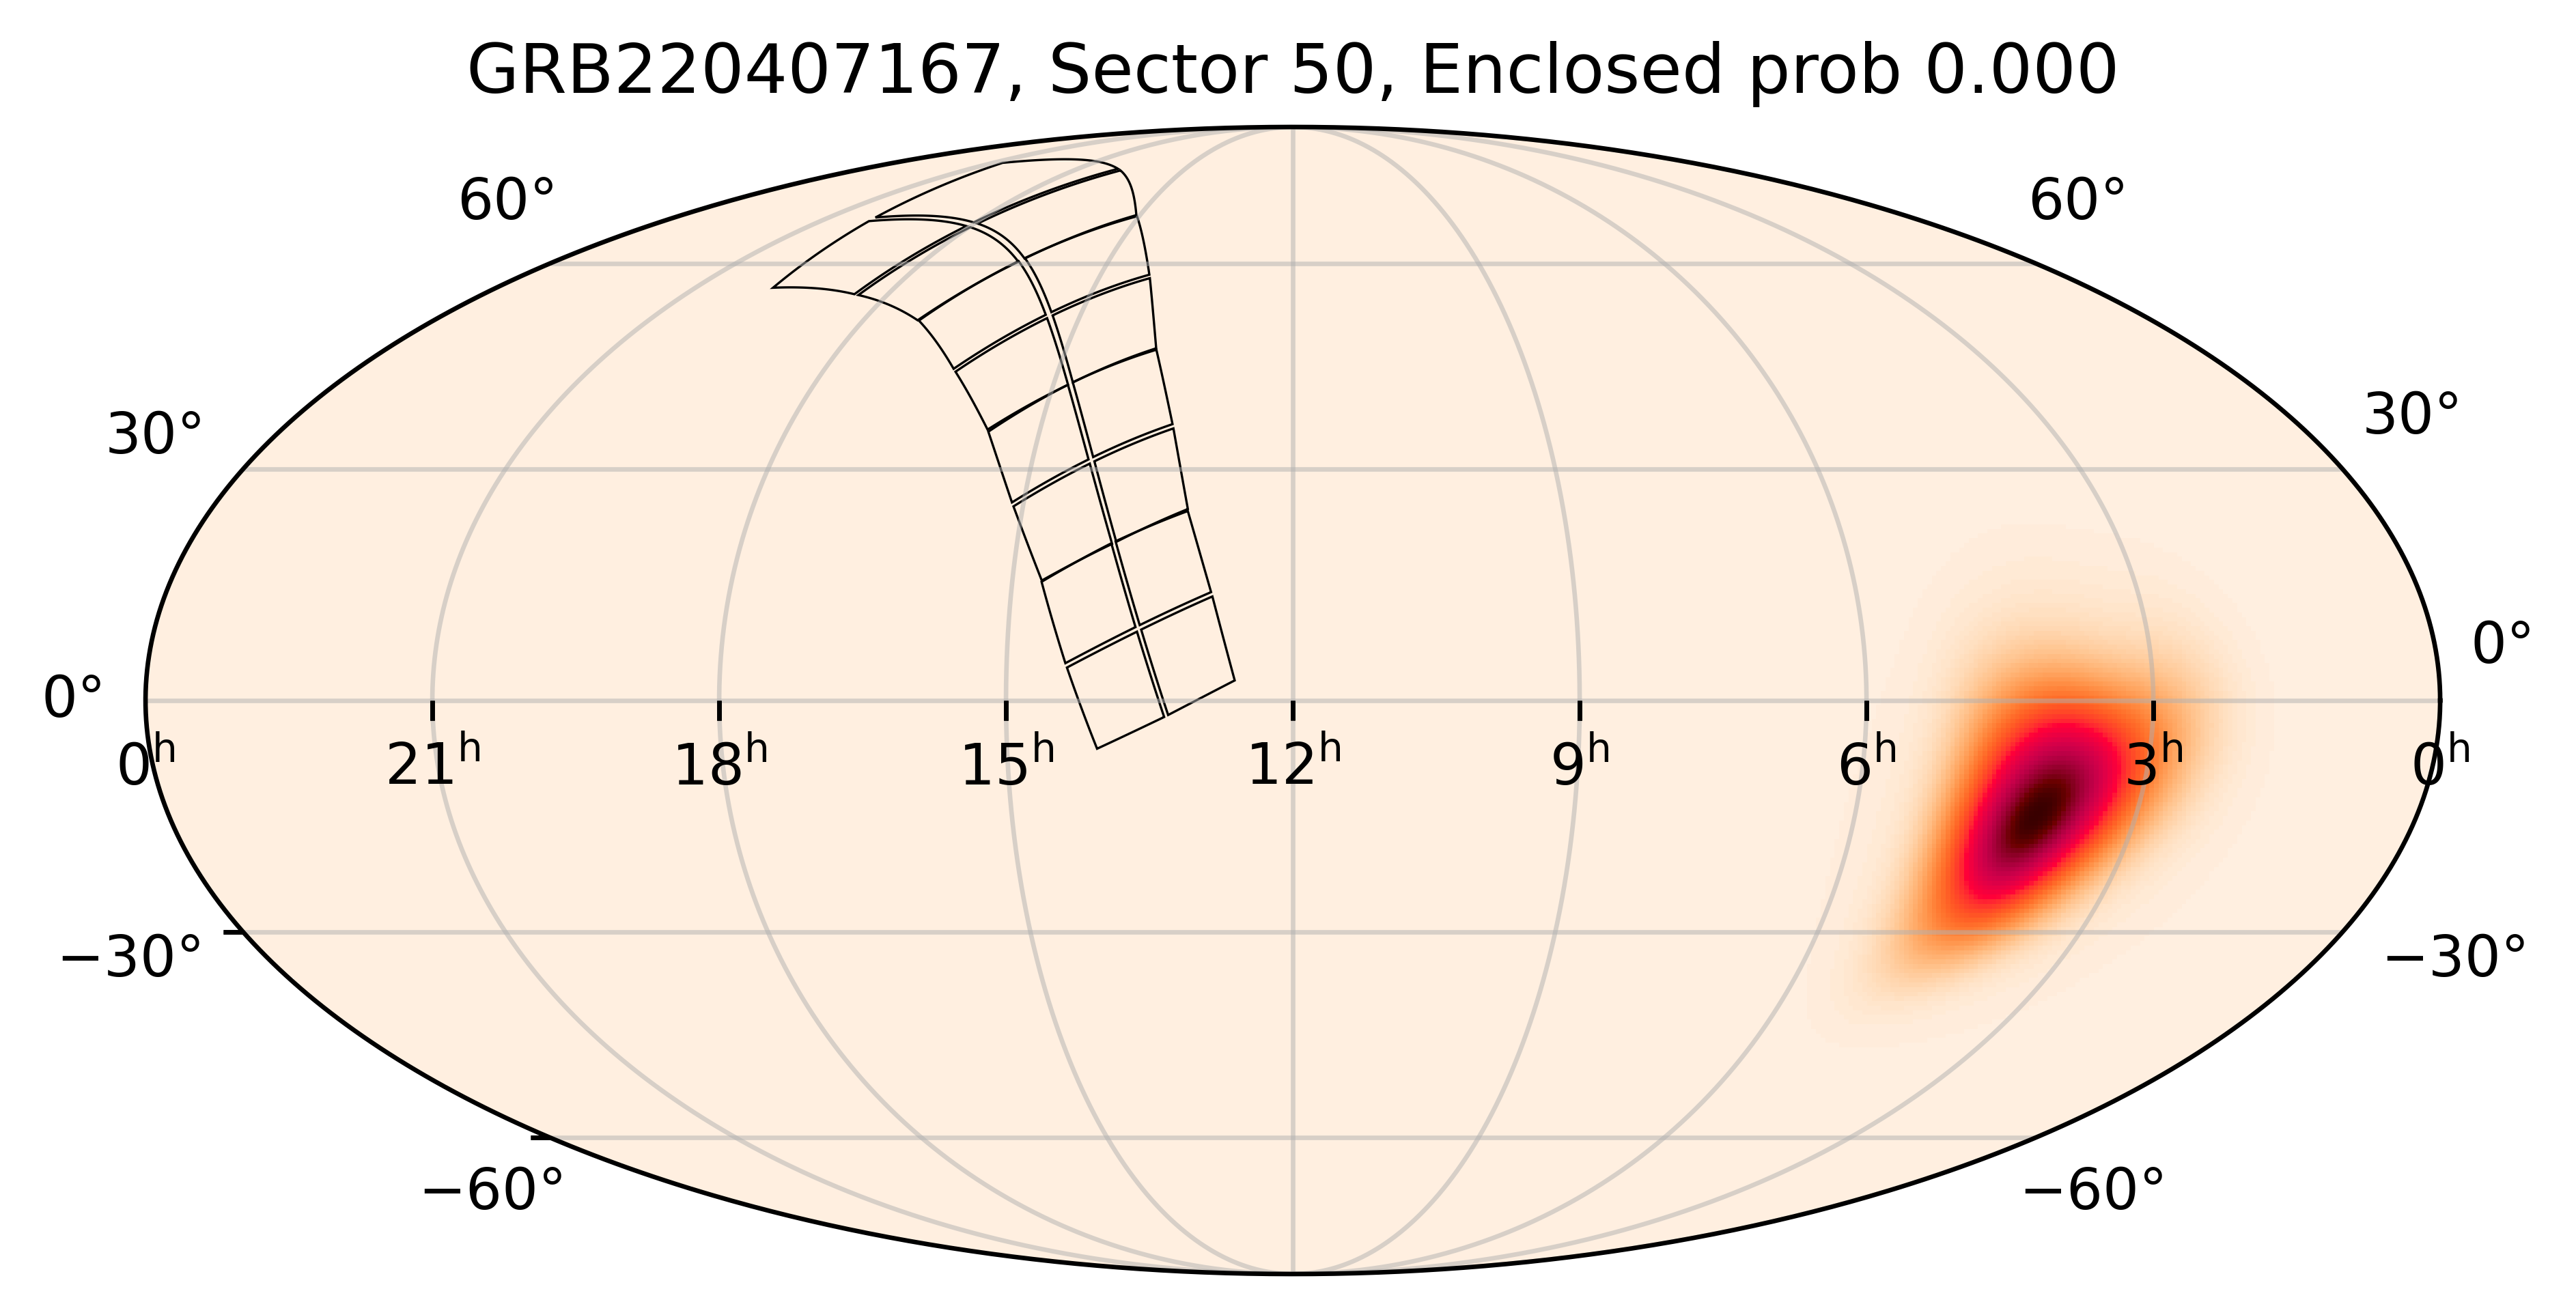 GRB220407167, Sector 50, Enclosed prob 0.000
60° 60°
30° 30°
0° 0°
0ʰ 21ʰ 18ʰ 15ʰ 12ʰ 9ʰ 6ʰ 3ʰ 0ʰ
−30° −30°
−60° −60°